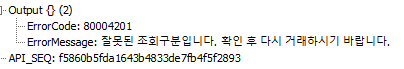 Output {} (2)
ErrorCode: 80004201
ErrorMessage: 잘못된 조회구분입니다. 확인 후 다시 거래하시기 바랍니다.
API_SEQ: f5860b5fda1643b4833de7fb4f5f2893